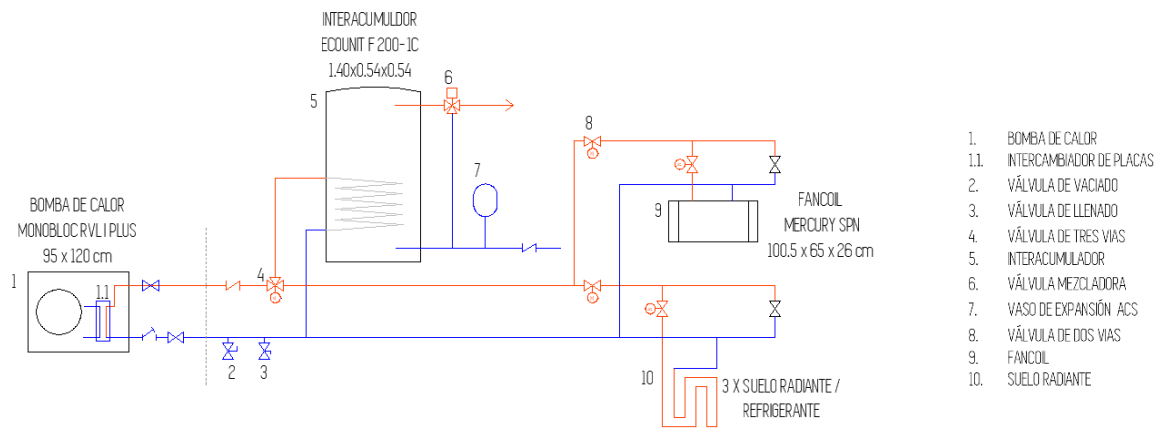 INTERACUMULDOR
ECOUNIT F 200-1C
1.40x0.54x0.54
6
5
8
7
BOMBA DE CALOR
MONOBLOC RVL I PLUS
95 x 120 cm
FANCOIL
MERCURY SPN
100.5 x 65 x 26 cm
9
4
1
1.1
2
3
10
3 X SUELO RADIANTE /
REFRIGERANTE
1. BOMBA DE CALOR
1.1. INTERCAMBIADOR DE PLACAS
2. VÁLVULA DE VACIADO
3. VÁLVULA DE LLENADO
4. VÁLVULA DE TRES VIAS
5. INTERACUMULADOR
6. VÁLVULA MEZCLADORA
7. VASO DE EXPANSIÓN ACS
8. VÁLVULA DE DOS VIAS
9. FANCOIL
10. SUELO RADIANTE